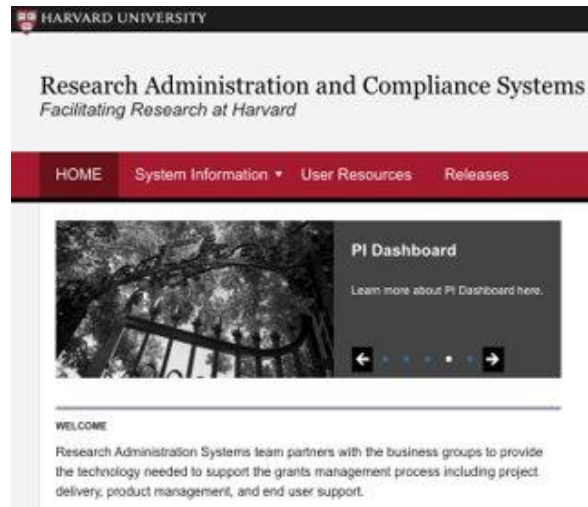 HARVARD UNIVERSITY
Research Administration and Compliance Systems
Facilitating Research at Harvard
HOME System Information User Resources Releases
PI Dashboard
Learn more about PI Dashboard here.
WELCOME
Research Administration Systems team partners with the business groups to provide
the technology needed to support the grants management process including project
delivery, product management, and end user support.